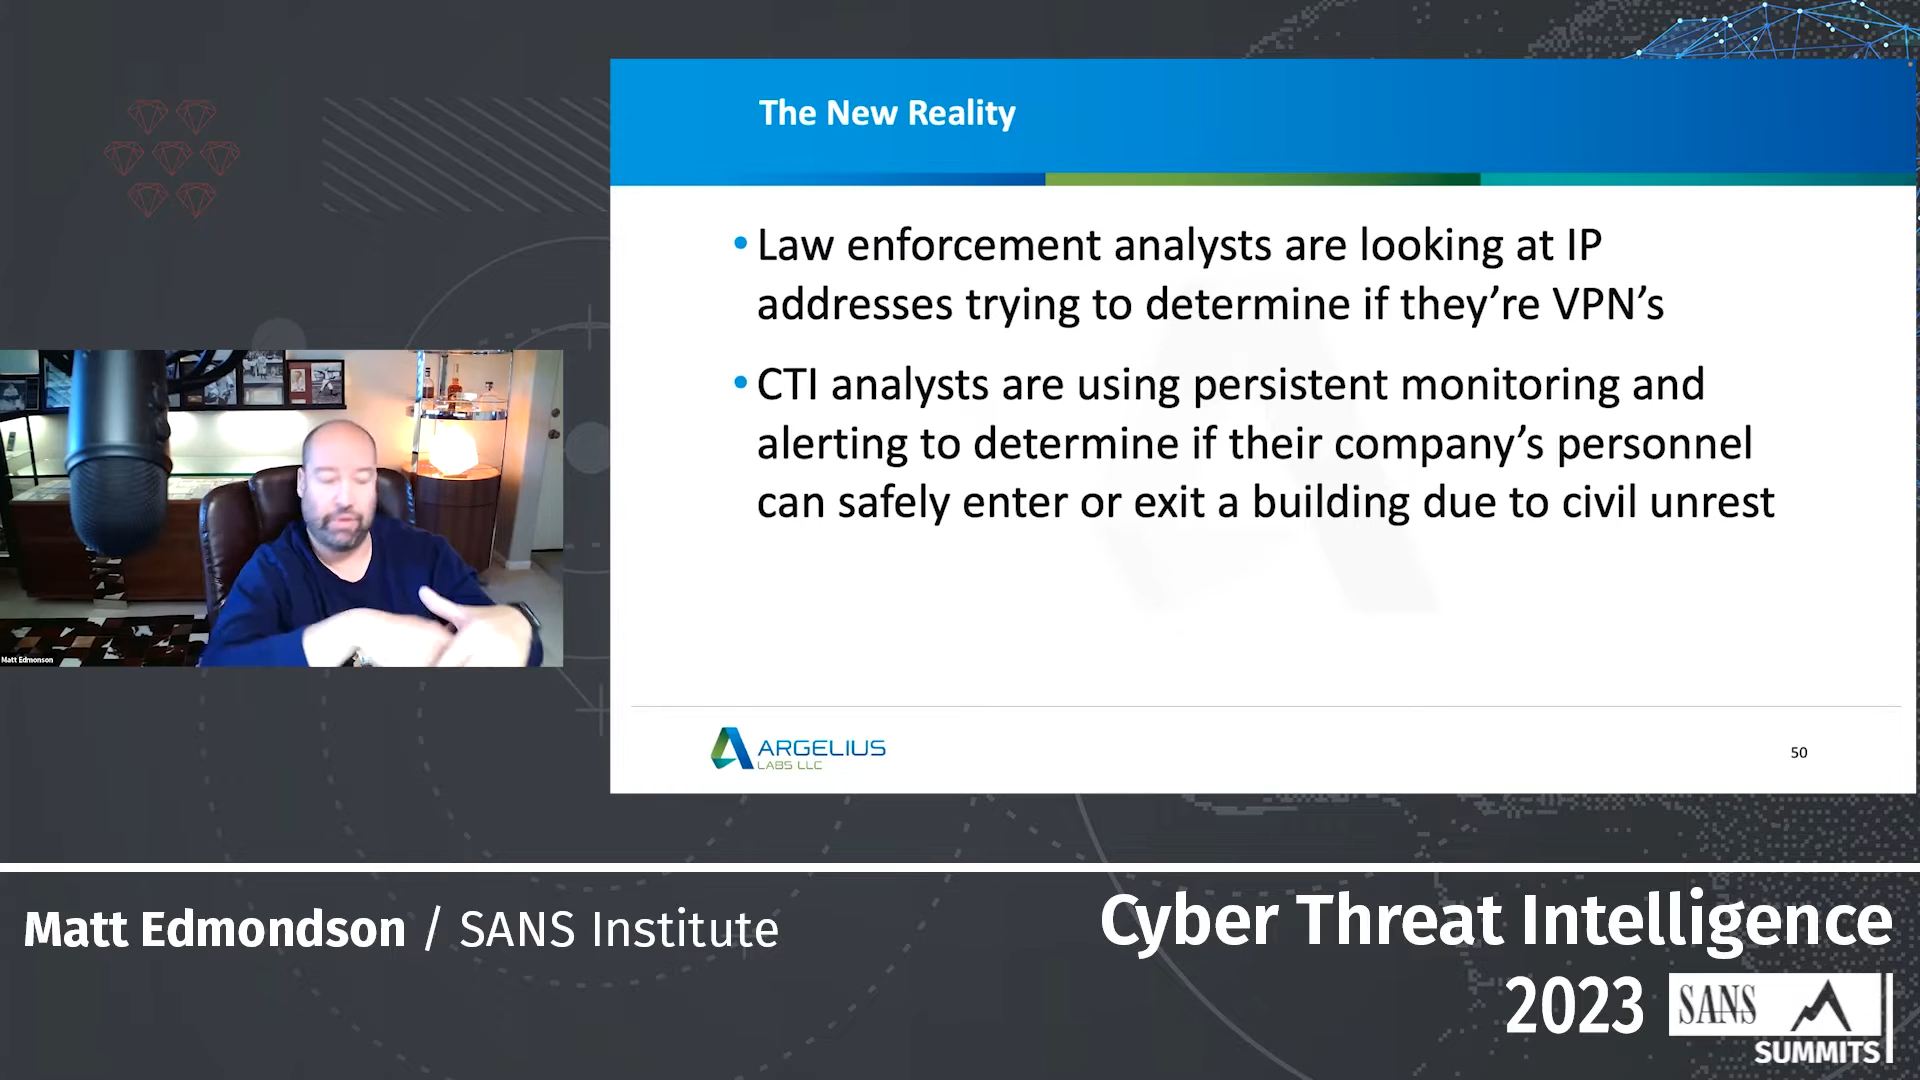 The New Reality
• Law enforcement analysts are looking at IP
addresses trying to determine if they’re VPN’s
• CTI analysts are using persistent monitoring and
alerting to determine if their company’s personnel
can safely enter or exit a building due to civil unrest
ARGELIUS
LABS LLC
50
Matt Edmonson
Matt Edmondson / SANS Institute
Cyber Threat Intelligence
2023
SANS
SUMMITS